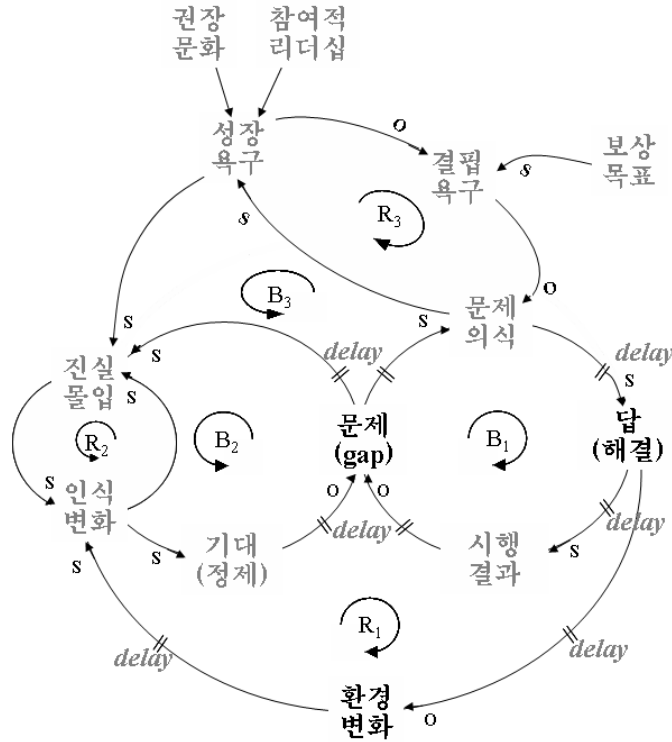 권장
문화
참여적
리더십
성장
욕구
o
결핍
욕구
보상
목표
s
R3
s
o
B3
s
문제
의식
s
s
delay
delay
s
진실
몰입
s
문제
(gap)
답
(해결)
R2
B2
B1
s
인식
변화
s
s
기대
(정제)
o
o
delay
delay
시행
결과
s
R1
delay
delay
환경
변화
o